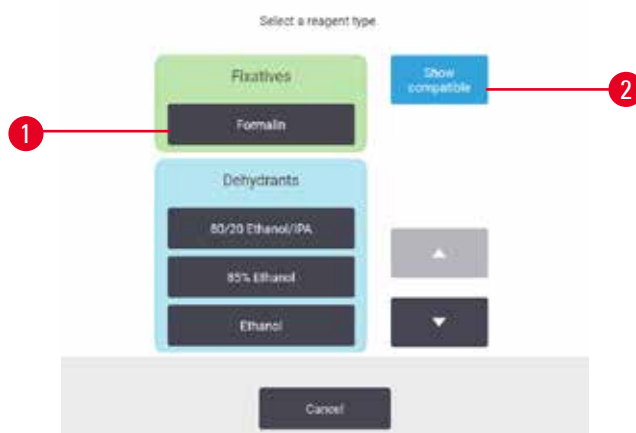 Select a reagent type
Fixatives
Show
compatible
2
Formalin
1
Dehydrants
80/20 Ethanol/IPA
85% Ethanol
Ethanol
Cancel